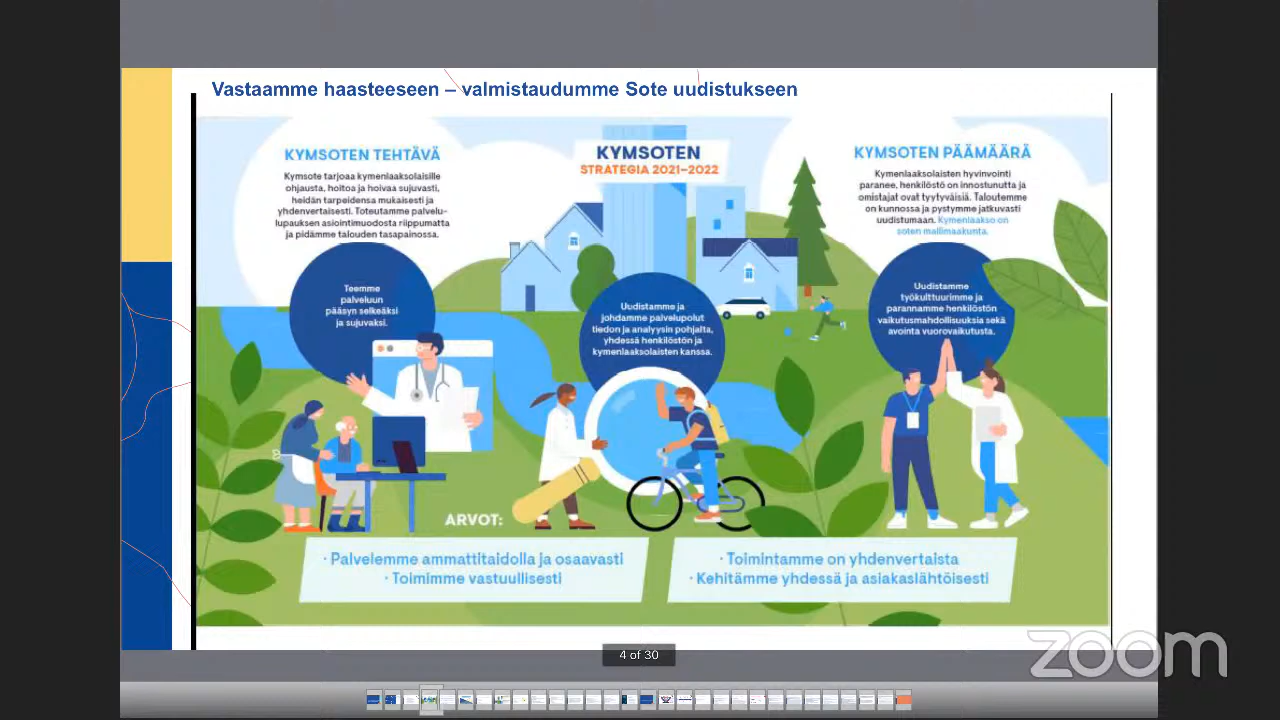 Vastaamme haasteeseen – valmistaudumme Sote uudistukseen
KYMSOTEN TEHTÄVÄ
Kymsote tarjoaa kymenlaaksolaisille
ohjausta, hoitoa ja hoivaa sujuvasti,
heidän tarpeidensa mukaisesti ja
yhdenvertaisesti. Toteutamme palvelu-
lupauksen asiointimuodosta riippumatta
ja pidämme talouden tasapainossa.
KYMSOTEN
STRATEGIA 2021–2022
KYMSOTEN PÄÄMÄÄRÄ
Kymenlaaksolaisten hyvinvointi
paranee, henkilöstö on innostunutta ja
omistajat ovat tyytyväisiä. Taloutemme
on kunnossa ja pystymme jatkuvasti
uudistumaan. Kymenlaakso on
soten mallimaakunta.
Teemme
palveluun
pääsyn selkeäksi
ja sujuvaksi.
Uudistamme ja
johdamme palvelupolut
tiedon ja analyysin pohjalta,
yhdessä henkilöstön ja
kymenlaaksolaisten kanssa.
Uudistamme
työkulttuurimme ja
parannamme henkilöstön
vaikutusmahdollisuuksia sekä
avointa vuorovaikutusta.
ARVOT:
· Palvelemme ammattitaidolla ja osaavasti
· Toimimme vastuullisesti
· Toimintamme on yhdenvertaista
· Kehitämme yhdessä ja asiakaslähtöisesti
4 of 30
zoom